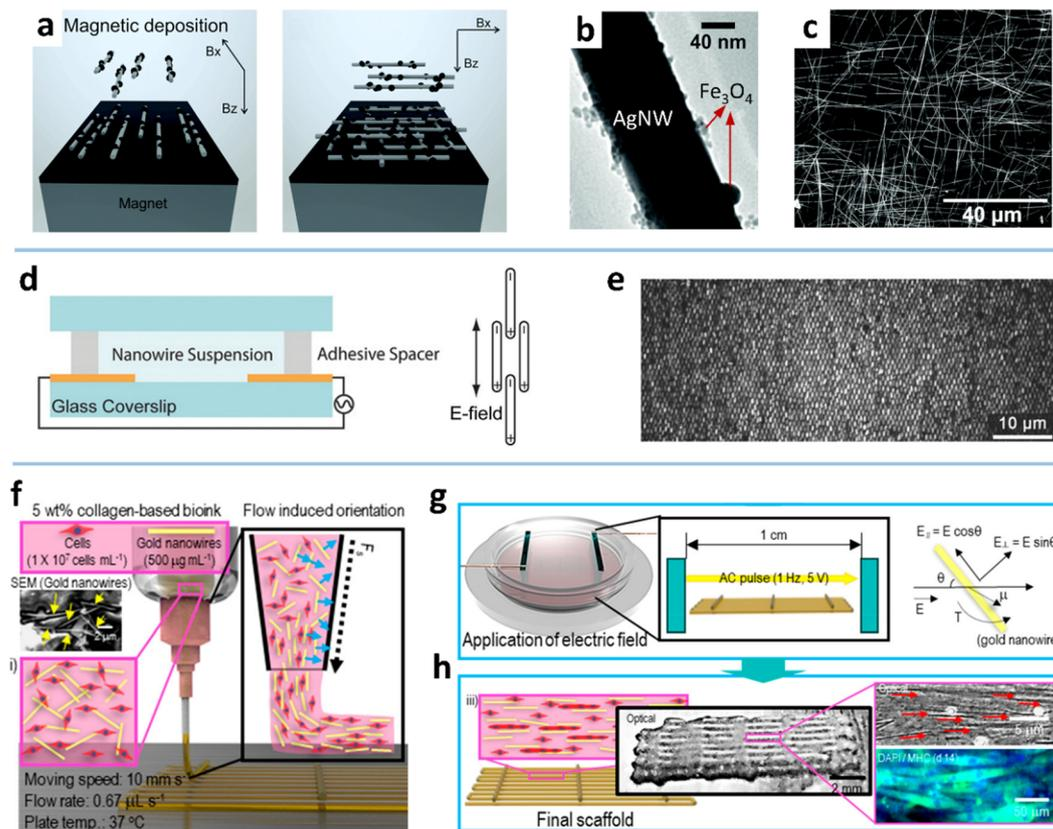 a
Magnetic deposition
Bx
Bz
Bx
Bz
Magnet
b
40 nm
Fe₃O₄
AgNW
c
40 µm
d
Nanowire Suspension
Adhesive Spacer
Glass Coverslip
E-field
e
10 µm
f
5 wt% collagen-based bioink
Cells
(1 X 10⁷ cells mL⁻¹)
Gold nanowires
(500 µg mL⁻¹)
SEM (Gold nanowires)
2 µm
i)
Flow induced orientation
Moving speed: 10 mm s⁻¹
Flow rate: 0.67 µL s⁻¹
Plate temp.: 37 ℃
g
Application of electric field
1 cm
AC pulse (1 Hz, 5 V)
E∥ = E cosθ
E⊥ = E sinθ
θ
E
µ
T
(gold nanowire
h
iii)
Final scaffold
Optical
2 mm
Optical
5 µm
DAPI / MHC (d 14)
50 µm